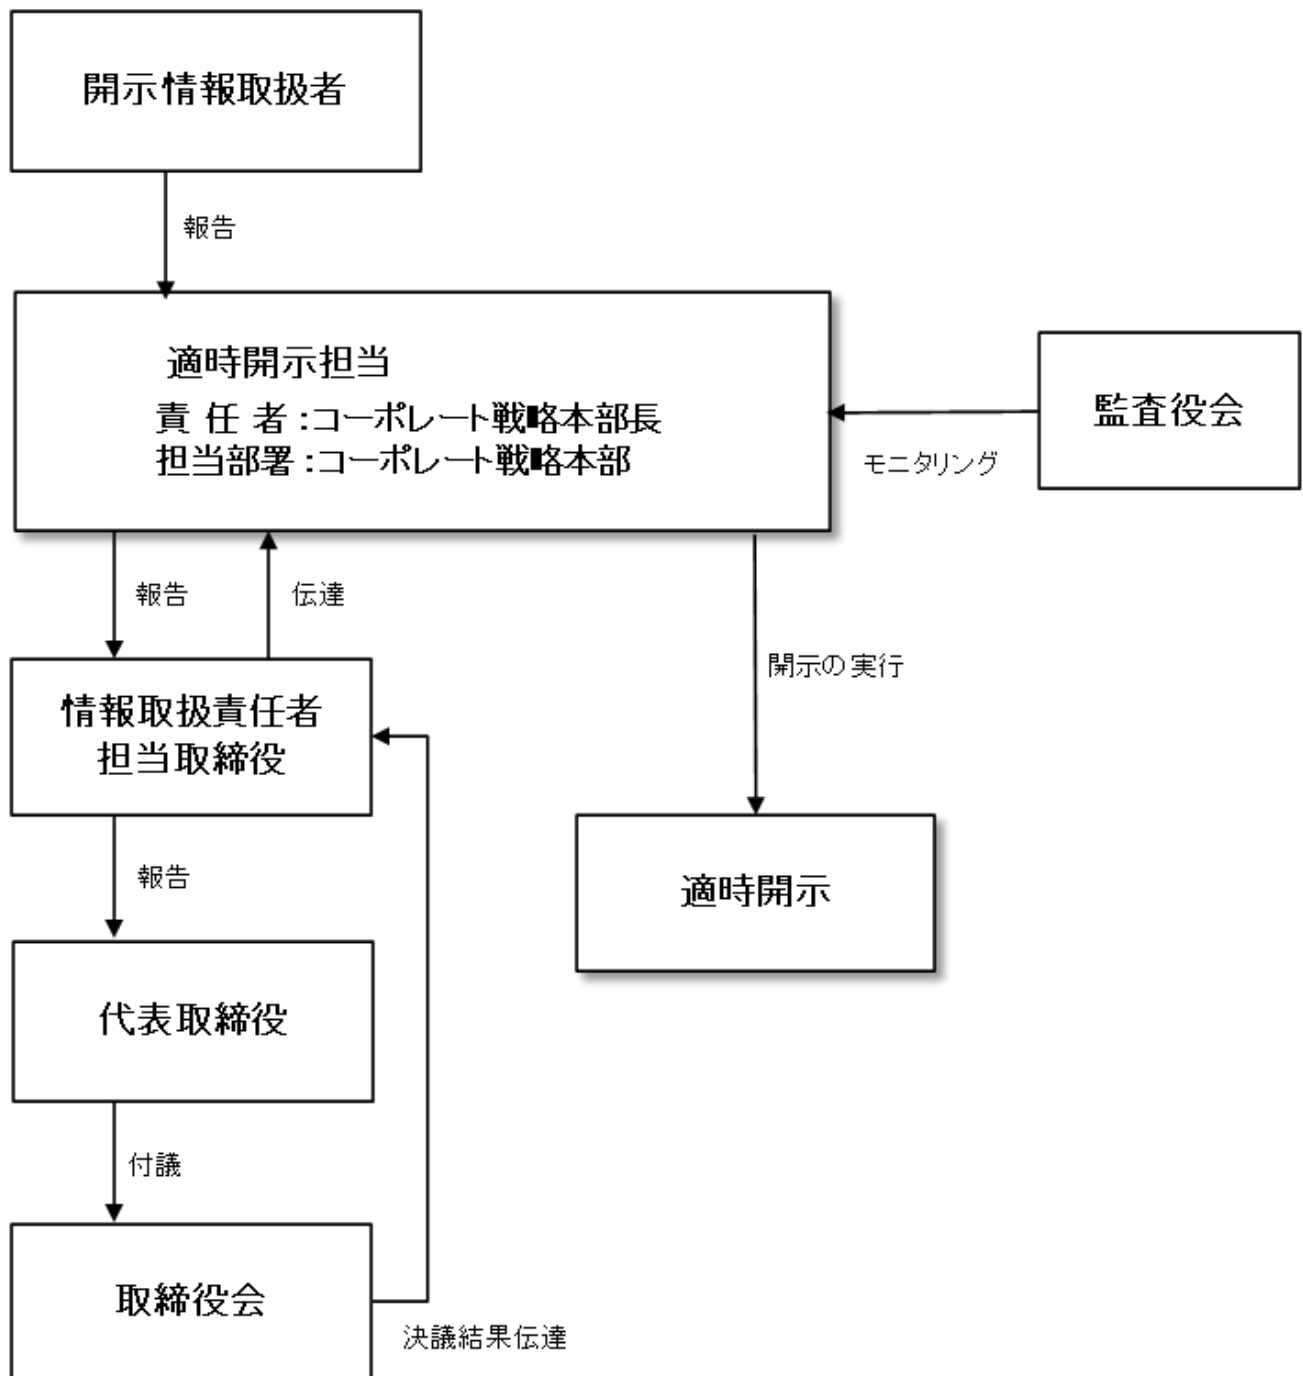 開示情報取扱者
報告
適時開示担当
責 任 者:コーポレート戦略本部長
担当部署:コーポレート戦略本部
監査役会
モニタリング
報告
伝達
開示の実行
情報取扱責任者
担当取締役
報告
適時開示
代表取締役
付議
取締役会
決議結果伝達